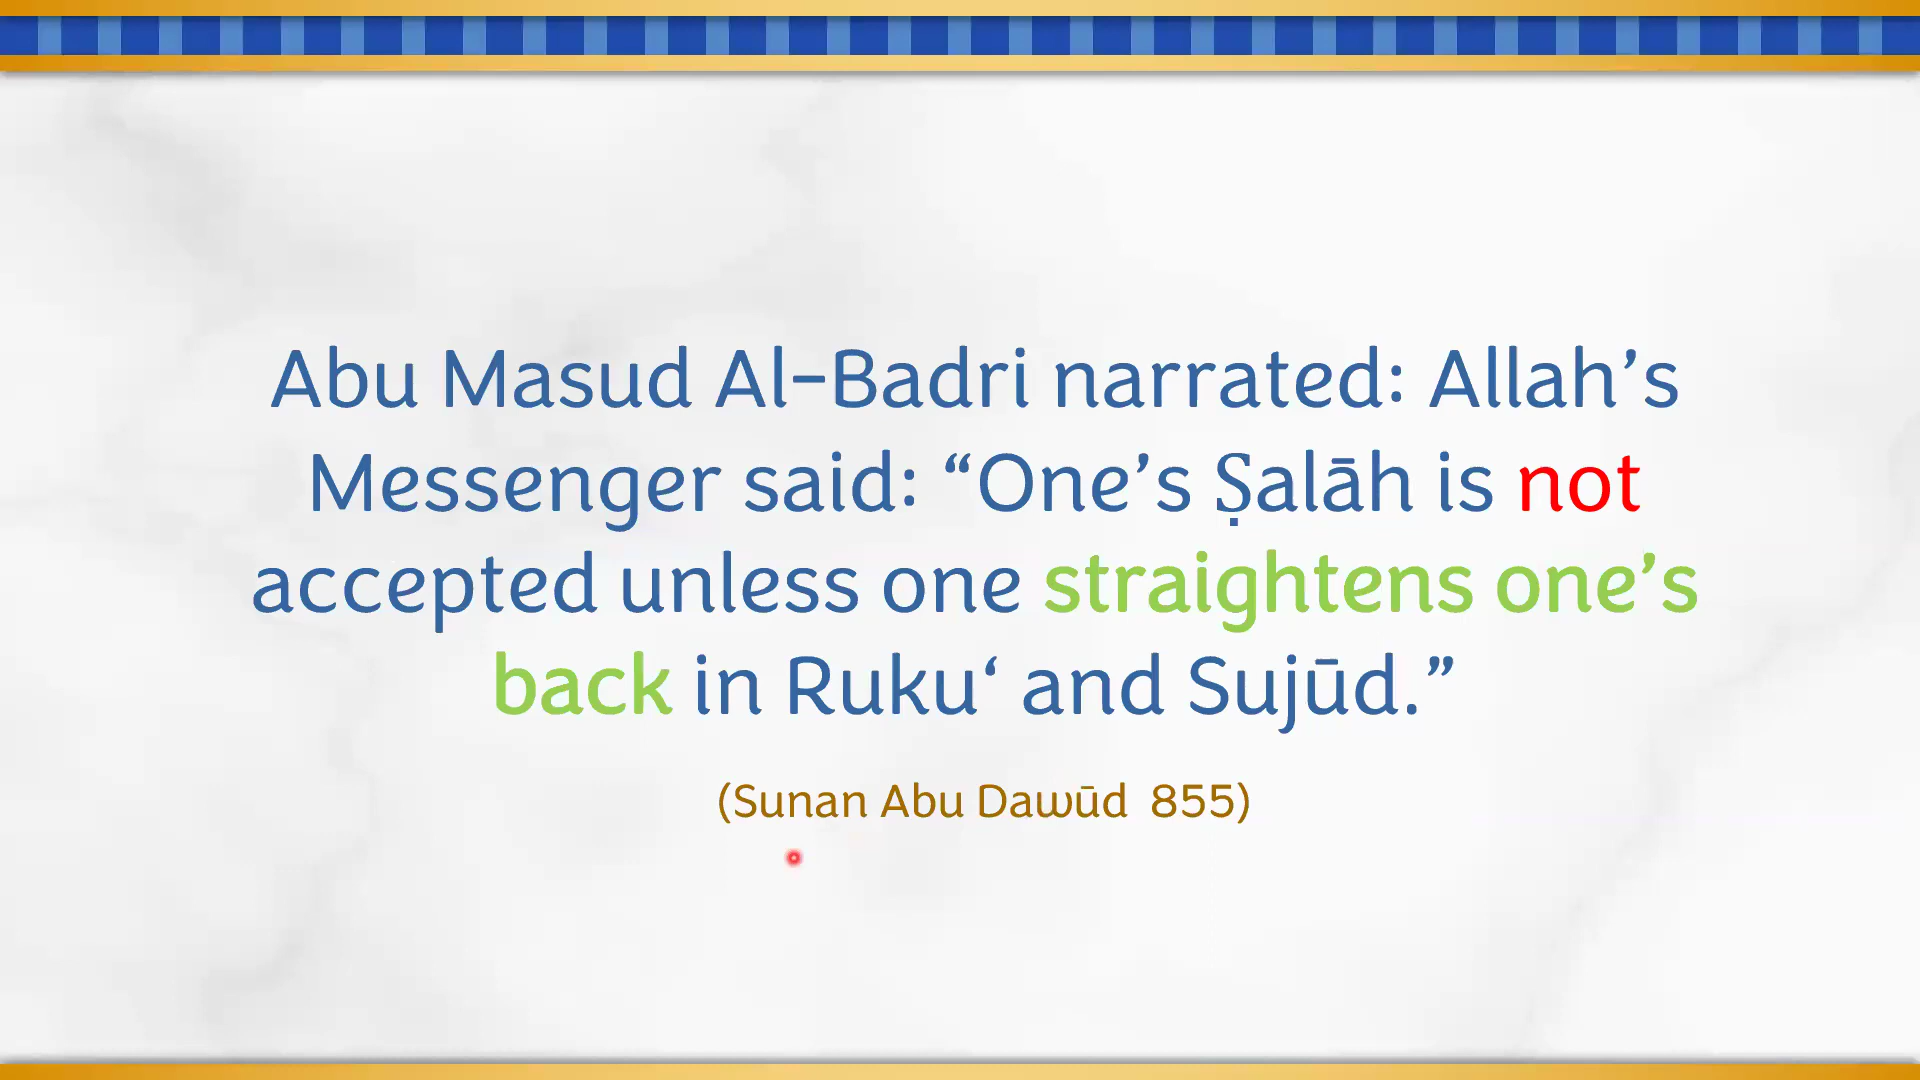 Abu Masud Al-Badri narrated: Allah’s
Messenger said: “One’s Ṣalāh is not
accepted unless one straightens one’s
back in Ruku‘ and Sujūd.”
(Sunan Abu Dawūd 855)